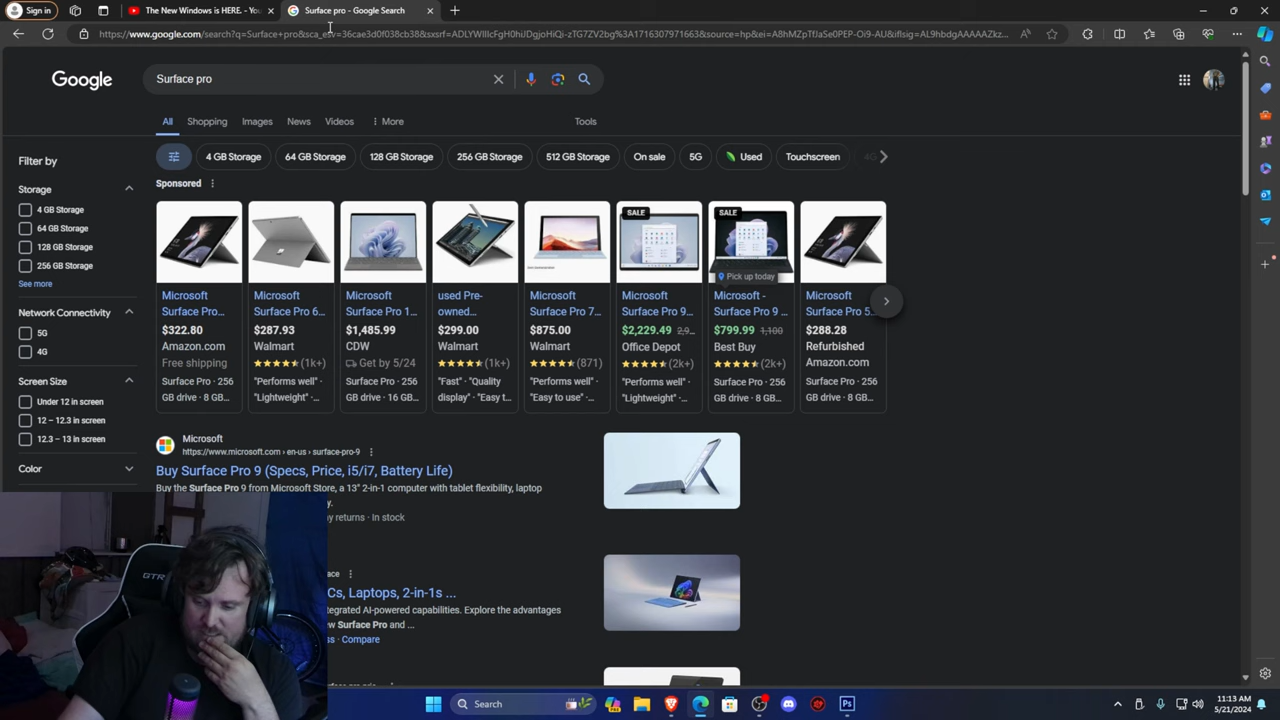 Sign in
The New Windows is HERE. - You
Surface pro - Google Search
https://www.google.com/search?q=Surface+pro&sca_esv=36cae3d0f038cb38&sxsrf=ADLYWIIIcFgH0hiJDgjoHiQi-zTG7ZV2bg%3A1716307971663&source=hp&ei=A8hMZpTfJaSe0PEP-Oi9-AU&iflsig=AL9hbdgAAAAAZkz...
Google
Surface pro
All Shopping Images News Videos More Tools
4 GB Storage 64 GB Storage 128 GB Storage 256 GB Storage 512 GB Storage On sale 5G Used Touchscreen 4G
Filter by
Storage
4 GB Storage
64 GB Storage
128 GB Storage
256 GB Storage
See more
Network Connectivity
5G
4G
Screen Size
Under 12 in screen
12 – 12.3 in screen
12.3 – 13 in screen
Color
Sponsored
Microsoft
Surface Pro...
$322.80
Amazon.com
Free shipping
Surface Pro · 256
GB drive · 8 GB...
Microsoft
Surface Pro 6...
$287.93
Walmart
(1k+)
"Performs well" ·
"Lightweight" ·...
Microsoft
Surface Pro 1...
$1,485.99
CDW
Get by 5/24
Surface Pro · 256
GB drive · 16 GB...
used Pre-
owned...
$299.00
Walmart
(1k+)
"Fast" · "Quality
display" · "Easy t...
Microsoft
Surface Pro 7...
$875.00
Walmart
(871)
"Performs well" ·
"Easy to use" ·...
SALE
Microsoft
Surface Pro 9...
$2,229.49 2,9...
Office Depot
(2k+)
"Performs well" ·
"Lightweight" ·...
SALE
Pick up today
Microsoft -
Surface Pro 9 ...
$799.99 1,100
Best Buy
(2k+)
Surface Pro · 256
GB drive · 8 GB...
Microsoft
Surface Pro 5...
$288.28
Refurbished
Amazon.com
Surface Pro · 256
GB drive · 8 GB...
Microsoft
https://www.microsoft.com › en-us › surface-pro-9
Buy Surface Pro 9 (Specs, Price, i5/i7, Battery Life)
Buy the Surface Pro 9 from Microsoft Store, a 13" 2-in-1 computer with tablet flexibility, laptop
y returns · In stock
Cs, Laptops, 2-in-1s ...
tegrated AI-powered capabilities. Explore the advantages
w Surface Pro and ...
Compare
GTR
Search
11:13 AM
5/21/2024